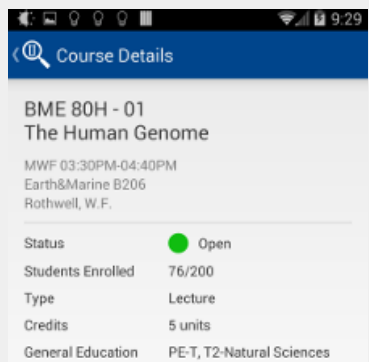 9:29
Course Details
BME 80H - 01
The Human Genome
MWF 03:30PM-04:40PM
Earth&Marine B206
Rothwell, W.F.
Status Open
Students Enrolled 76/200
Type Lecture
Credits 5 units
General Education PE-T, T2-Natural Sciences